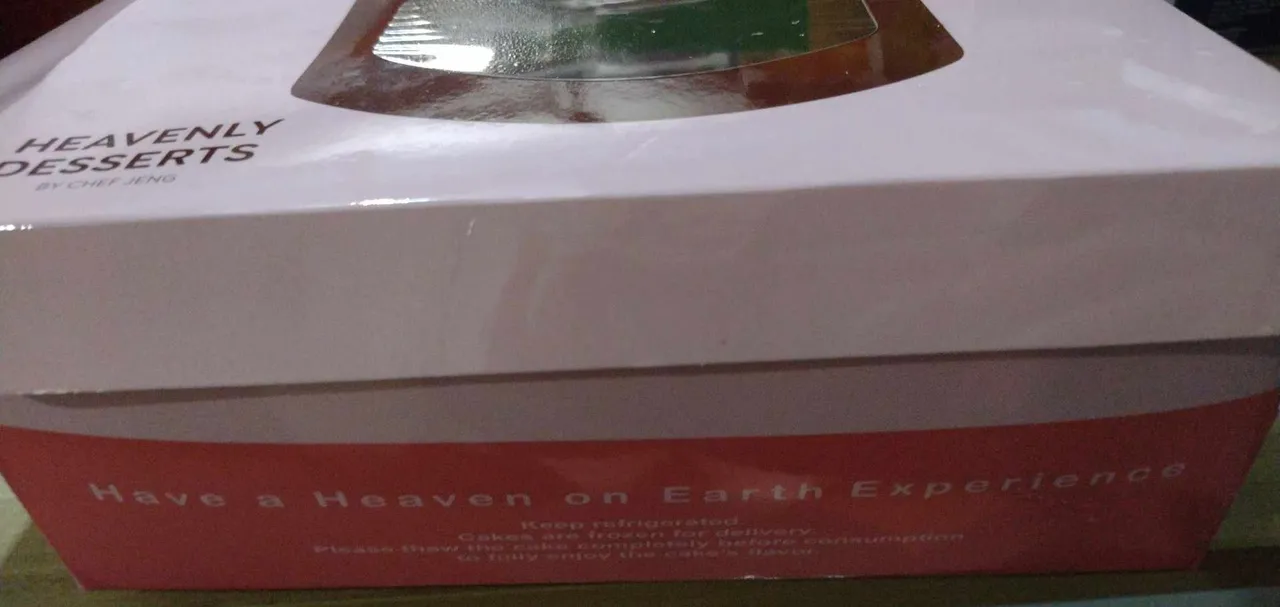 HEAVENLY
DESSERTS
BY CHEF JENG
Have a Heaven on Earth Experience
Keep refrigerated
Cakes are frozen for delivery.
Please thaw the cake completely before consumption
to fully enjoy the cake's flavor.